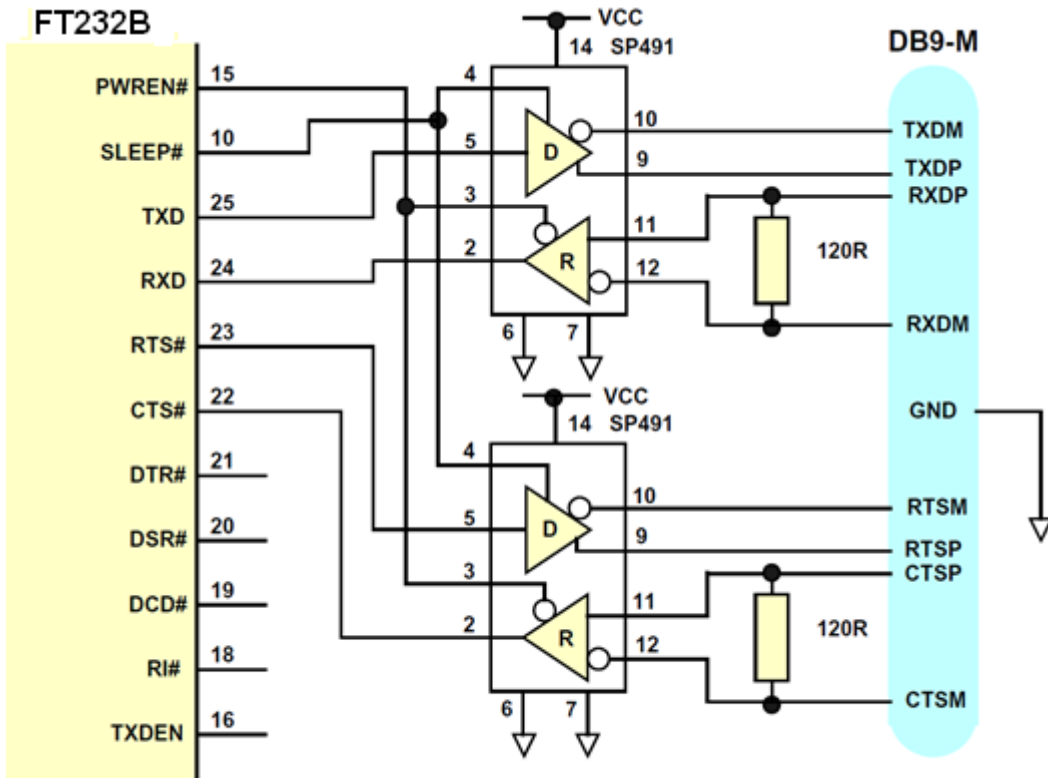 FT232B
PWREN# 15
SLEEP# 10
TXD 25
RXD 24
RTS# 23
CTS# 22
DTR# 21
DSR# 20
DCD# 19
RI# 18
TXDEN 16
VCC
14 SP491
4
5
D
10
9
3
2
R
11
12
6
7
VCC
14 SP491
4
5
D
10
9
3
2
R
11
12
6
7
120R
120R
DB9-M
TXDM
TXDP
RXDP
RXDM
GND
RTSM
RTSP
CTSP
CTSM